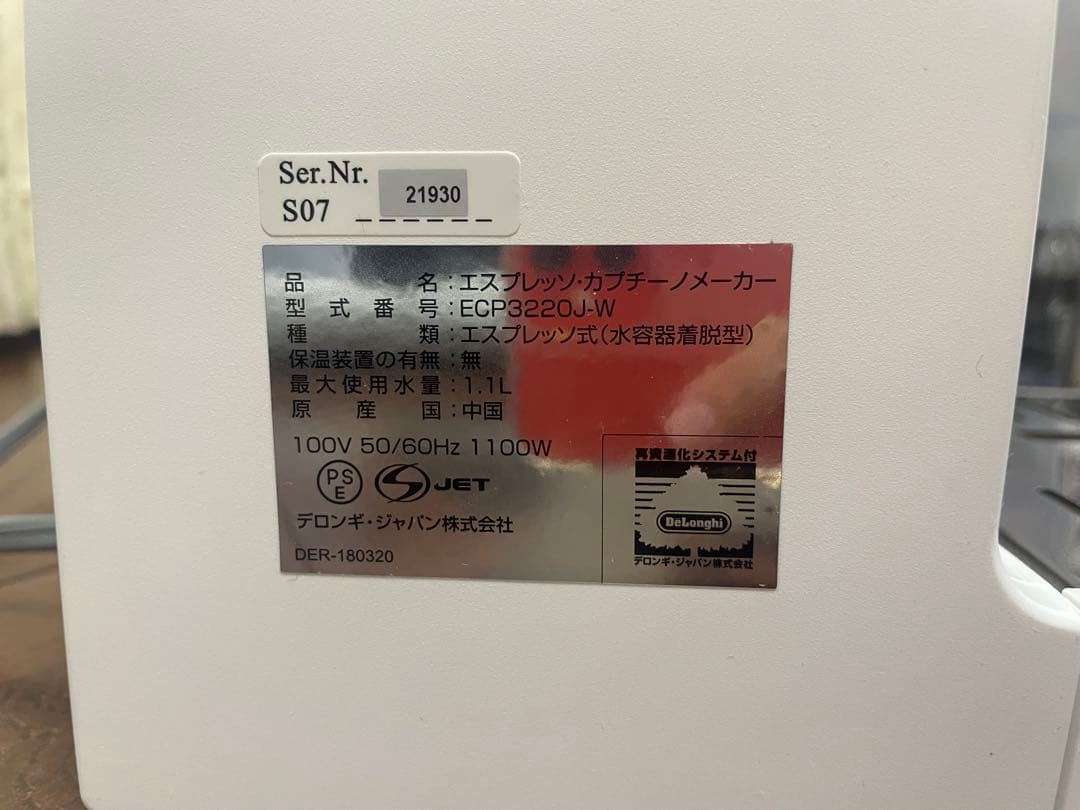 Ser.Nr.
S07 21930
品名:エスプレッソ・カプチーノメーカー
型式番号:ECP3220J-W
種類:エスプレッソ式(水容器着脱型)
保温装置の有無:無
最大使用水量:1.1L
原産国:中国
100V 50/60Hz 1100W
PSE JET
デロンギ・ジャパン株式会社
DER-180320
再資源化システム付
DeLonghi
デロンギ・ジャパン株式会社